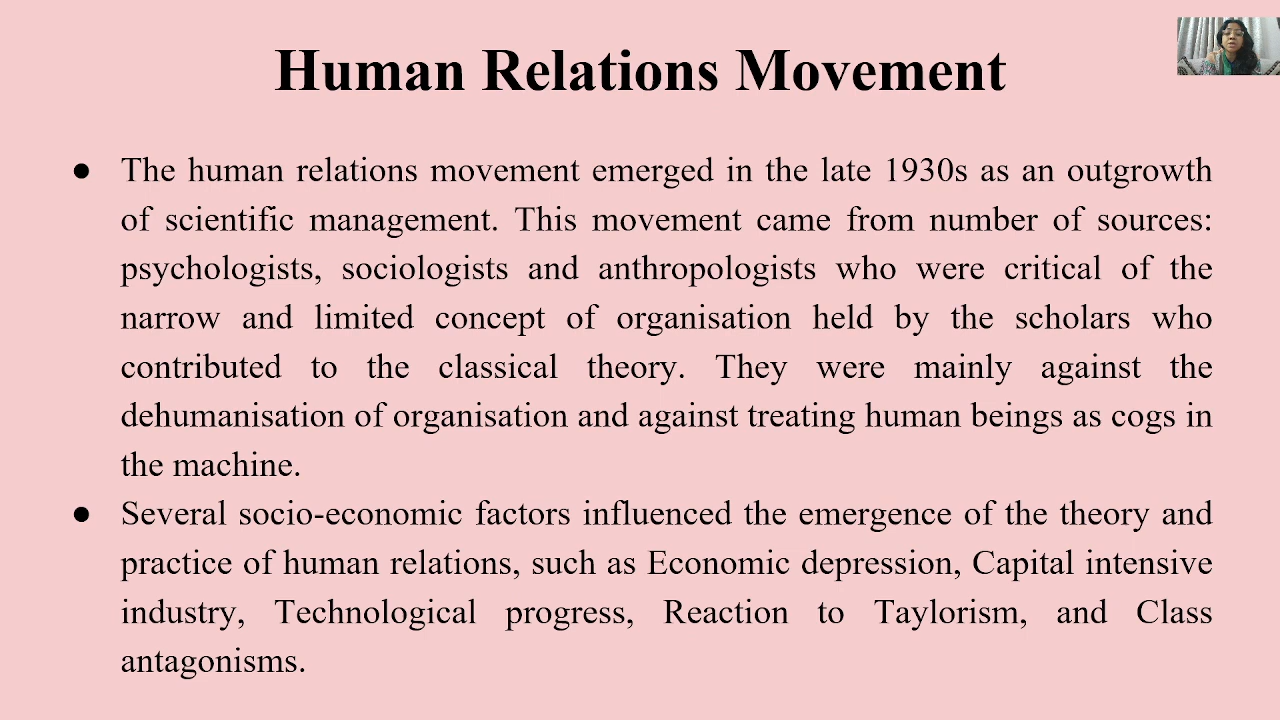 Human Relations Movement
● The human relations movement emerged in the late 1930s as an outgrowth
of scientific management. This movement came from number of sources:
psychologists, sociologists and anthropologists who were critical of the
narrow and limited concept of organisation held by the scholars who
contributed to the classical theory. They were mainly against the
dehumanisation of organisation and against treating human beings as cogs in
the machine.
● Several socio-economic factors influenced the emergence of the theory and
practice of human relations, such as Economic depression, Capital intensive
industry, Technological progress, Reaction to Taylorism, and Class
antagonisms.